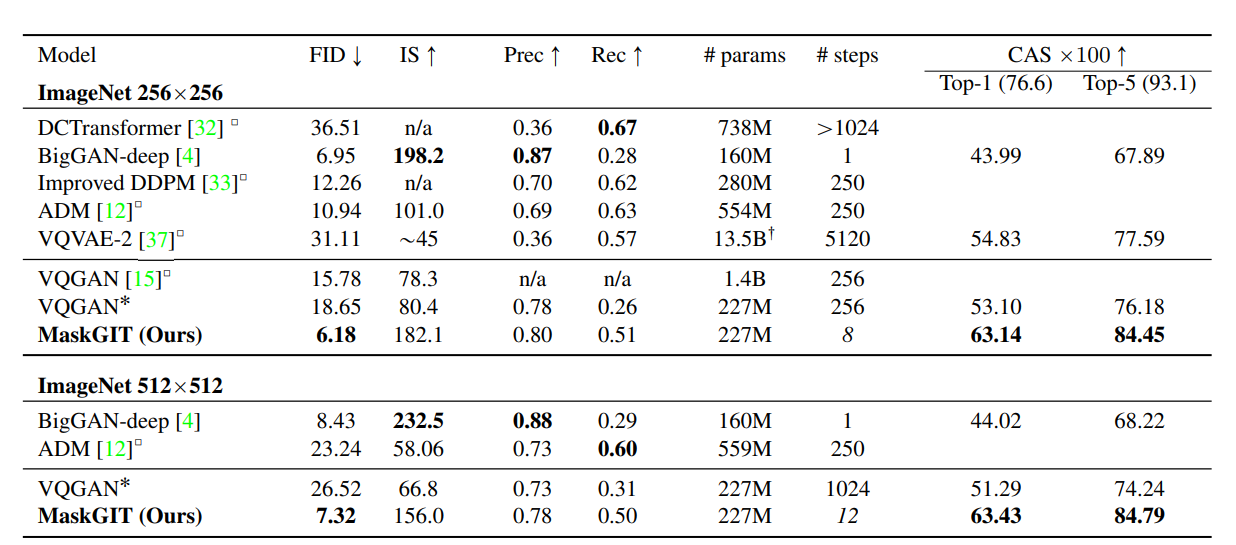 Model FID ↓ IS ↑ Prec ↑ Rec ↑ # params # steps CAS ×100 ↑
Top-1 (76.6) Top-5 (93.1)
ImageNet 256×256
DCTransformer [32] □ 36.51 n/a 0.36 0.67 738M >1024
BigGAN-deep [4] 6.95 198.2 0.87 0.28 160M 1 43.99 67.89
Improved DDPM [33]□ 12.26 n/a 0.70 0.62 280M 250
ADM [12]□ 10.94 101.0 0.69 0.63 554M 250
VQVAE-2 [37]□ 31.11 ∼45 0.36 0.57 13.5B† 5120 54.83 77.59
VQGAN [15]□ 15.78 78.3 n/a n/a 1.4B 256
VQGAN* 18.65 80.4 0.78 0.26 227M 256 53.10 76.18
MaskGIT (Ours) 6.18 182.1 0.80 0.51 227M 8 63.14 84.45
ImageNet 512×512
BigGAN-deep [4] 8.43 232.5 0.88 0.29 160M 1 44.02 68.22
ADM [12]□ 23.24 58.06 0.73 0.60 559M 250
VQGAN* 26.52 66.8 0.73 0.31 227M 1024 51.29 74.24
MaskGIT (Ours) 7.32 156.0 0.78 0.50 227M 12 63.43 84.79